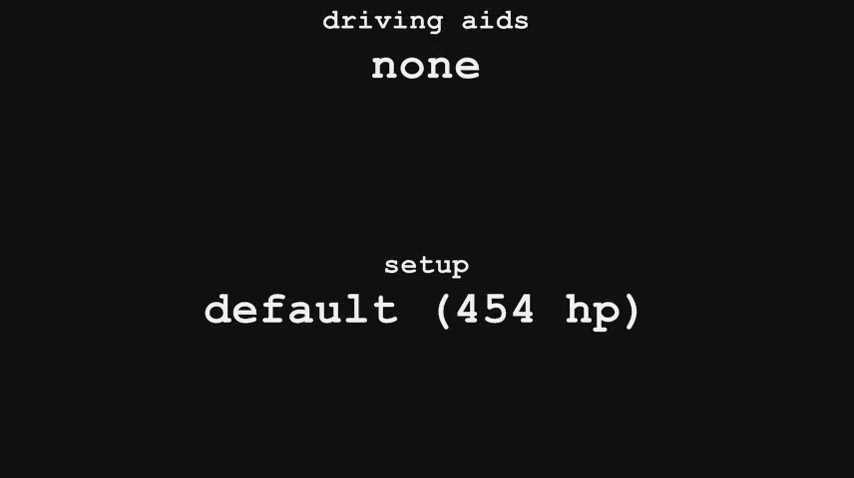 driving aids
none
setup
default (454 hp)